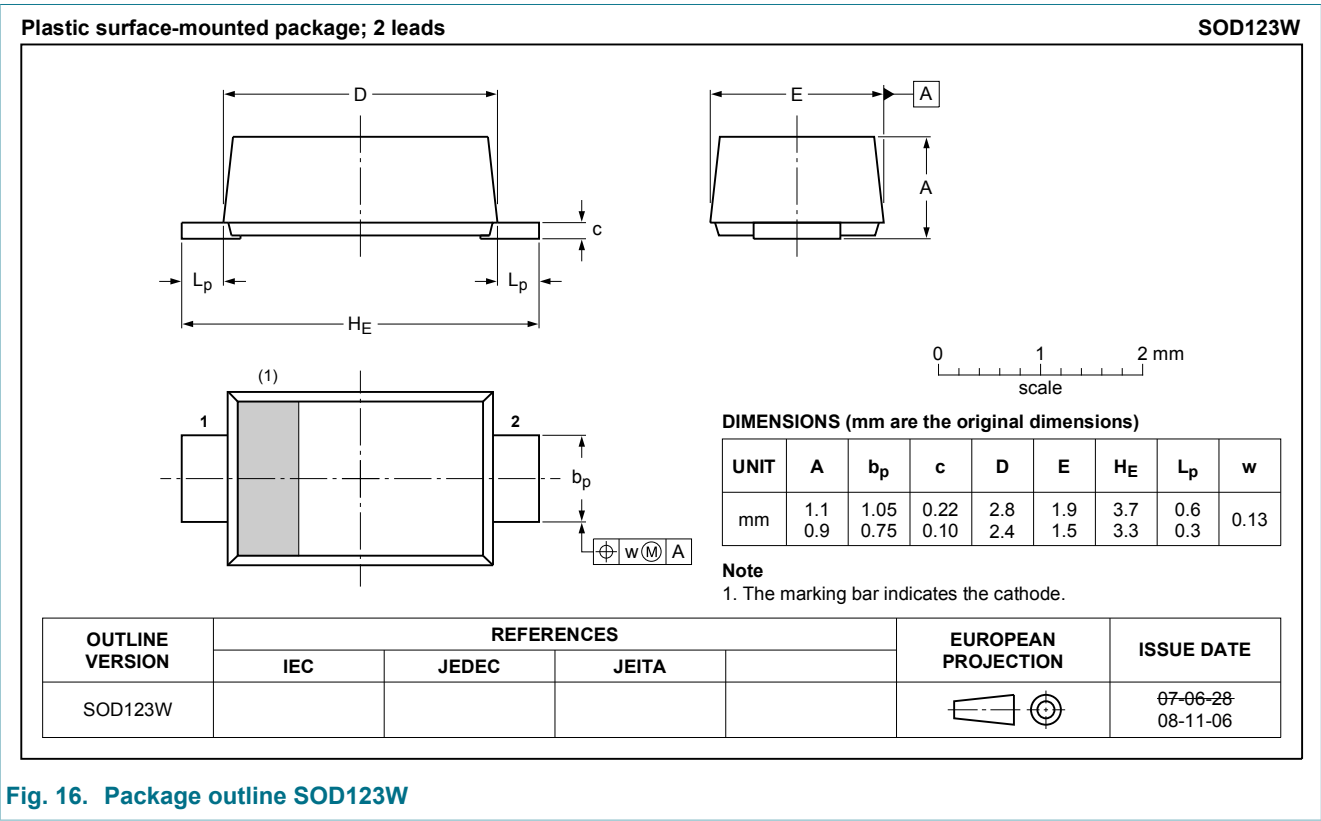 Plastic surface-mounted package; 2 leads SOD123W
D
E
A
A
c
Lp
Lp
HE
0 1 2 mm
scale
(1)
1
2
bp
w M A
DIMENSIONS (mm are the original dimensions)
UNIT A bp c D E HE Lp w
mm 1.1 1.05 0.22 2.8 1.9 3.7 0.6 0.13
0.9 0.75 0.10 2.4 1.5 3.3 0.3
Note
1. The marking bar indicates the cathode.
OUTLINE VERSION
REFERENCES
IEC JEDEC JEITA
EUROPEAN PROJECTION
ISSUE DATE
SOD123W
07-06-28
08-11-06
Fig. 16. Package outline SOD123W